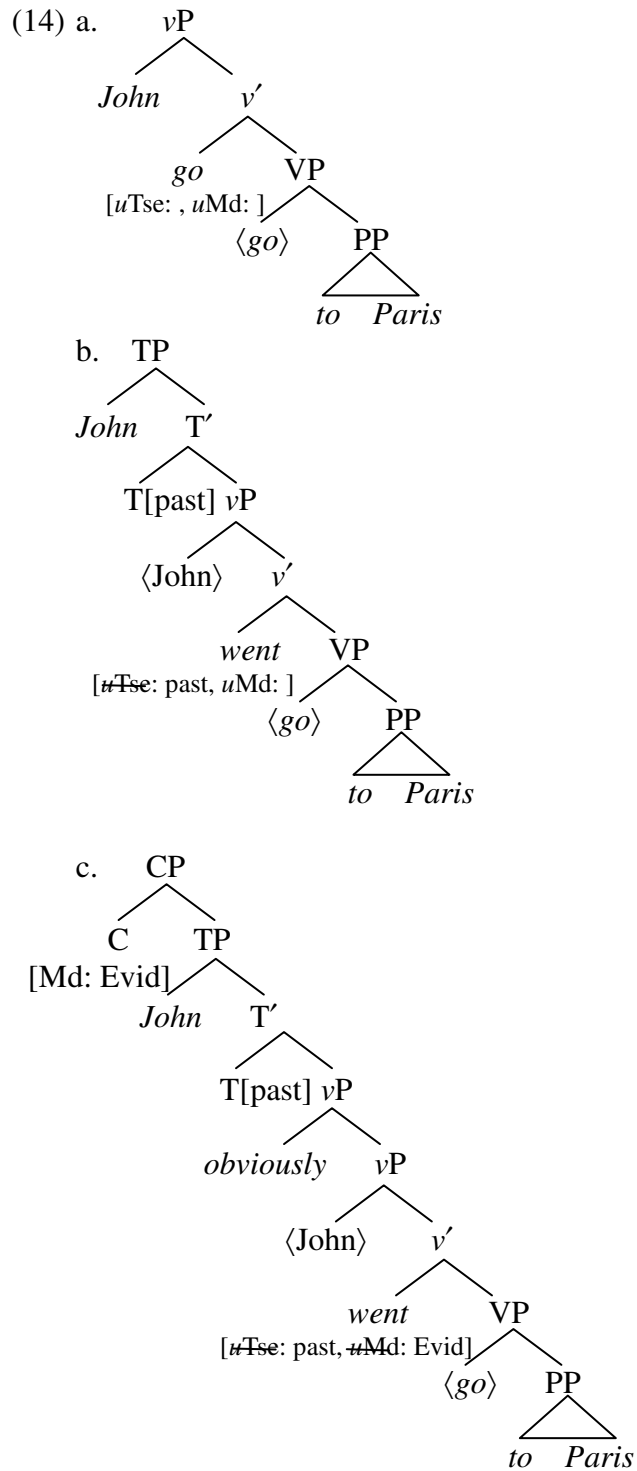 (14) a. vP
John v′
go VP
[uTse: , uMd: ]
⟨go⟩ PP
to Paris
b. TP
John T′
T[past] vP
⟨John⟩ v′
went VP
[uTse: past, uMd: ]
⟨go⟩ PP
to Paris
c. CP
C TP
[Md: Evid]
John T′
T[past] vP
obviously vP
⟨John⟩ v′
went VP
[uTse: past, uMd: Evid]
⟨go⟩ PP
to Paris